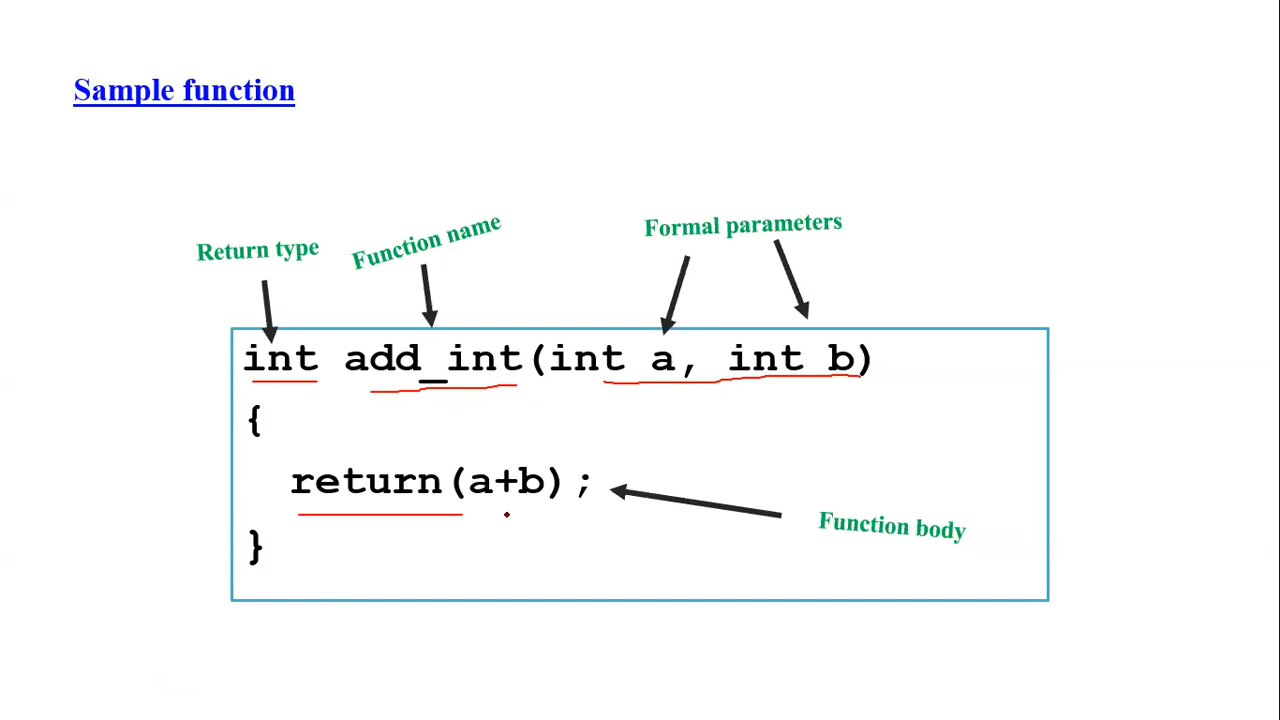 Sample function
Return type
Function name
Formal parameters
int add_int(int a, int b)
{
return(a+b);
Function body
}